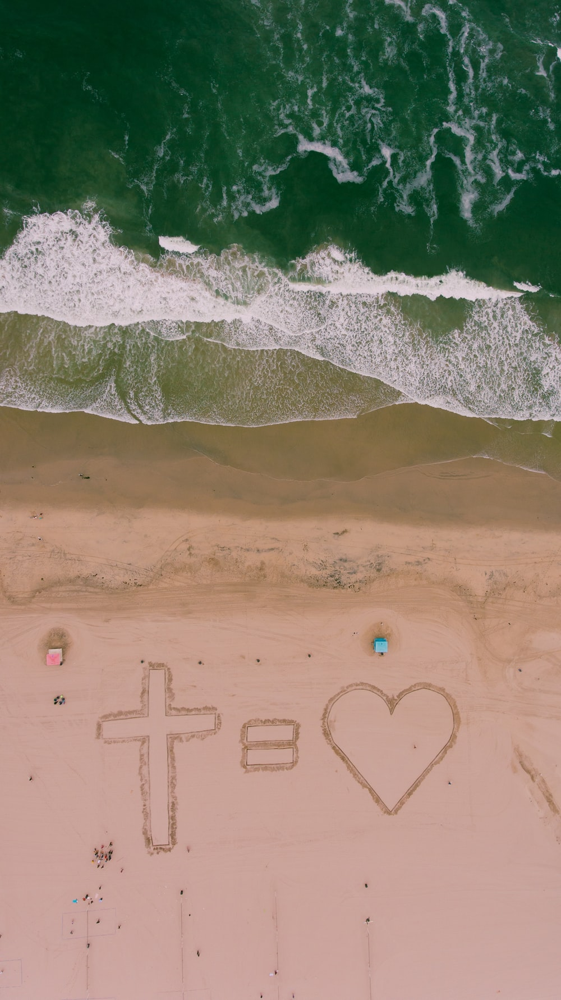 ✝ = ♡